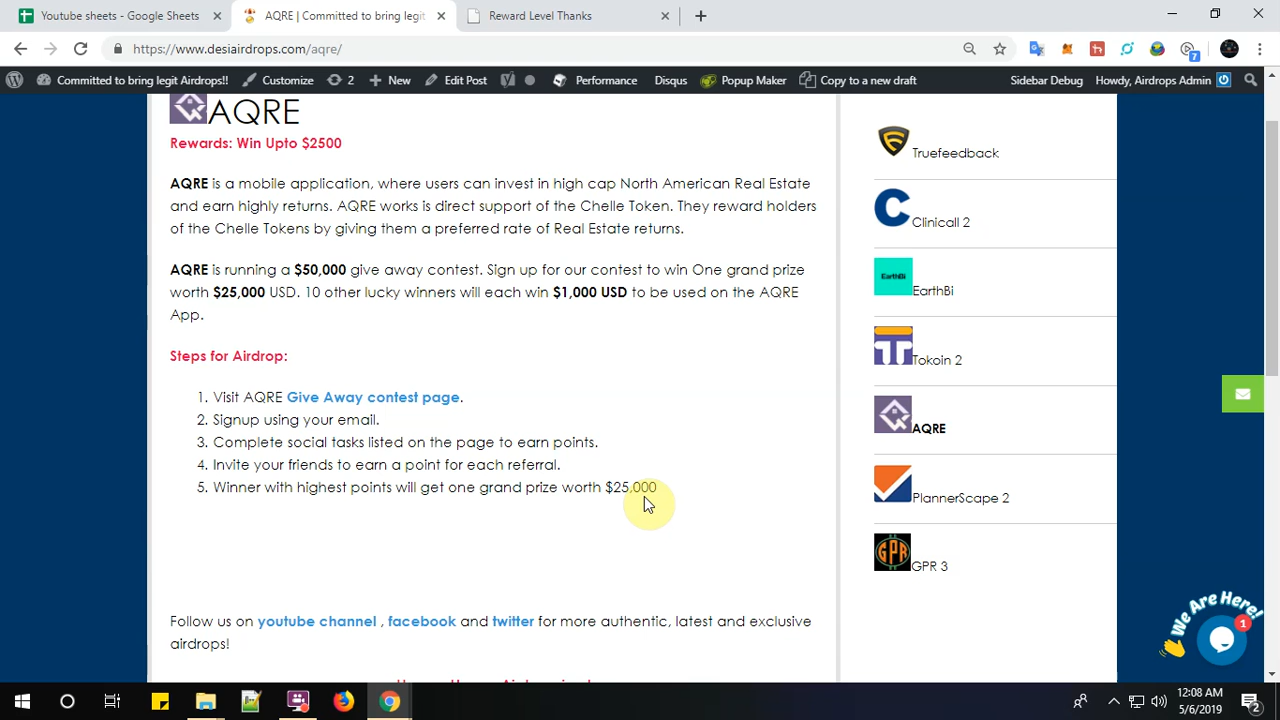 Youtube sheets - Google Sheets
AQRE | Committed to bring legit
Reward Level Thanks
https://www.desiairdrops.com/aqre/
7
Committed to bring legit Airdrops!!
Customize
2
New
Edit Post
Performance
Disqus
Popup Maker
Copy to a new draft
Sidebar Debug
Howdy, Airdrops Admin
AQRE
Rewards: Win Upto $2500
AQRE is a mobile application, where users can invest in high cap North American Real Estate
and earn highly returns. AQRE works is direct support of the Chelle Token. They reward holders
of the Chelle Tokens by giving them a preferred rate of Real Estate returns.
AQRE is running a $50,000 give away contest. Sign up for our contest to win One grand prize
worth $25,000 USD. 10 other lucky winners will each win $1,000 USD to be used on the AQRE
App.
Steps for Airdrop:
1. Visit AQRE Give Away contest page.
2. Signup using your email.
3. Complete social tasks listed on the page to earn points.
4. Invite your friends to earn a point for each referral.
5. Winner with highest points will get one grand prize worth $25,000
Follow us on youtube channel , facebook and twitter for more authentic, latest and exclusive
airdrops!
Truefeedback
Clinicall 2
EarthBi
EarthBi
Tokoin 2
AQRE
PlannerScape 2
GPR
GPR 3
We Are Here!
1
12:08 AM
5/6/2019
2